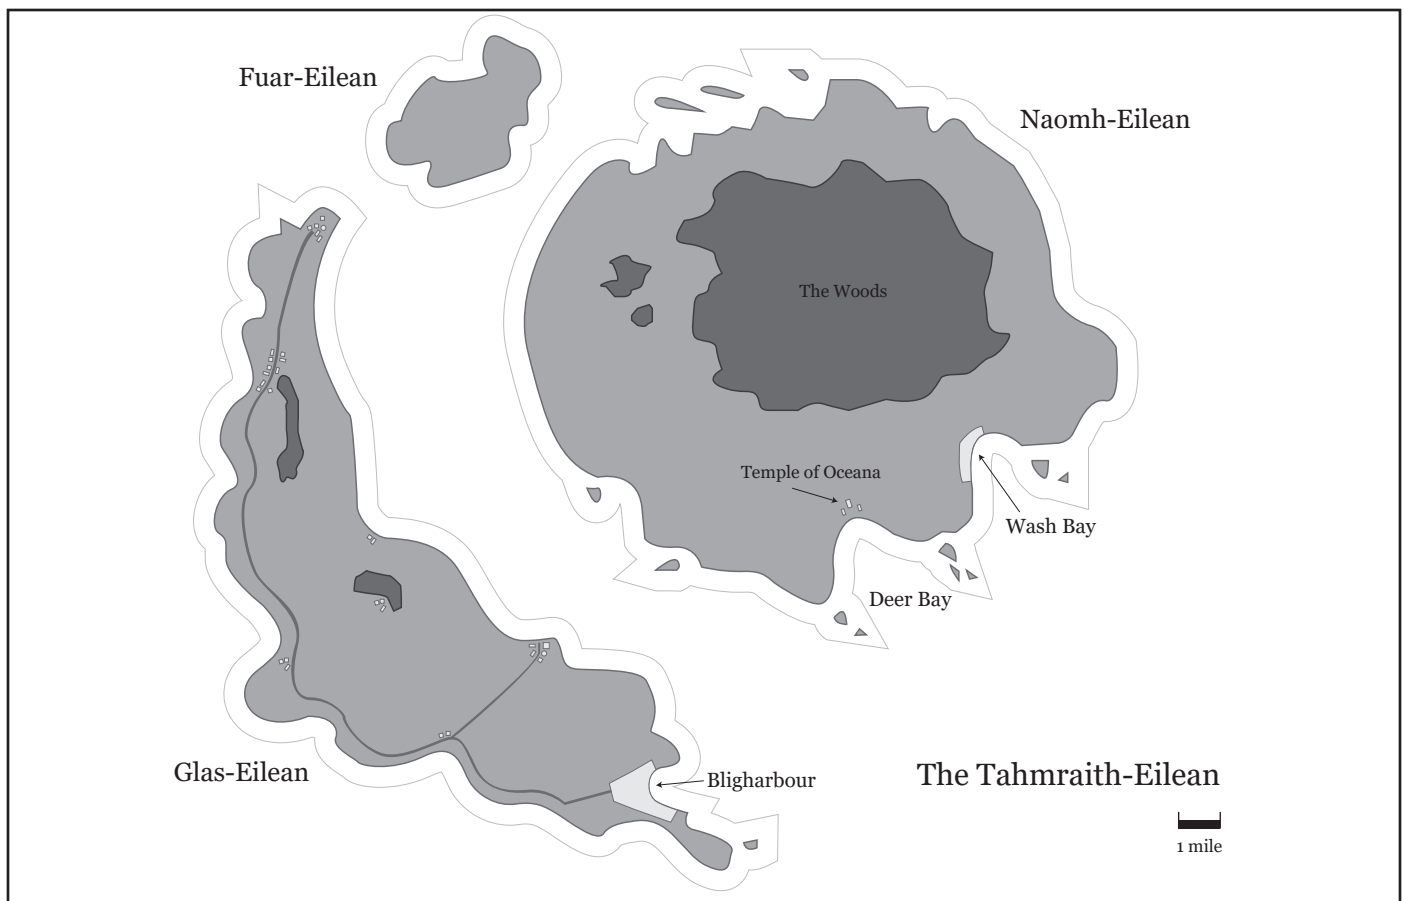 Fuar-Eilean
Naomh-Eilean
The Woods
Temple of Oceana
Wash Bay
Deer Bay
Glas-Eilean
Bligharbour
The Tahmraith-Eilean
1 mile